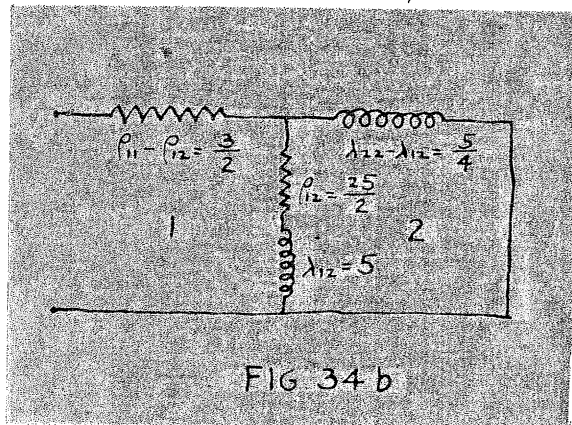 ρ₁₁ - ρ₁₂ = 3/2
λ₂₂ - λ₁₂ = 5/4
ρ₁₂ = 25/2
1
2
λ₁₂ = 5
FIG 34 b